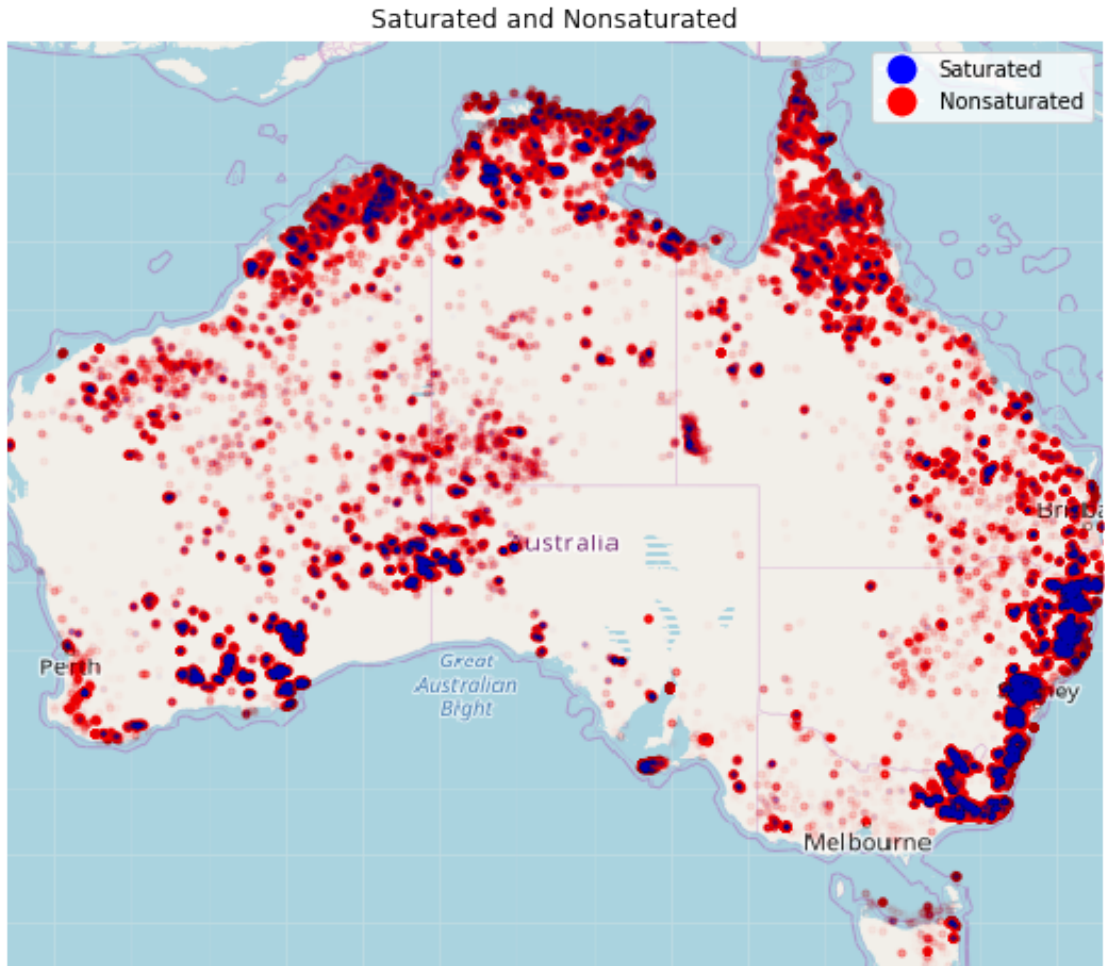 Saturated and Nonsaturated
Saturated
Nonsaturated
Australia
Perth
Great
Australian
Bight
Melbourne